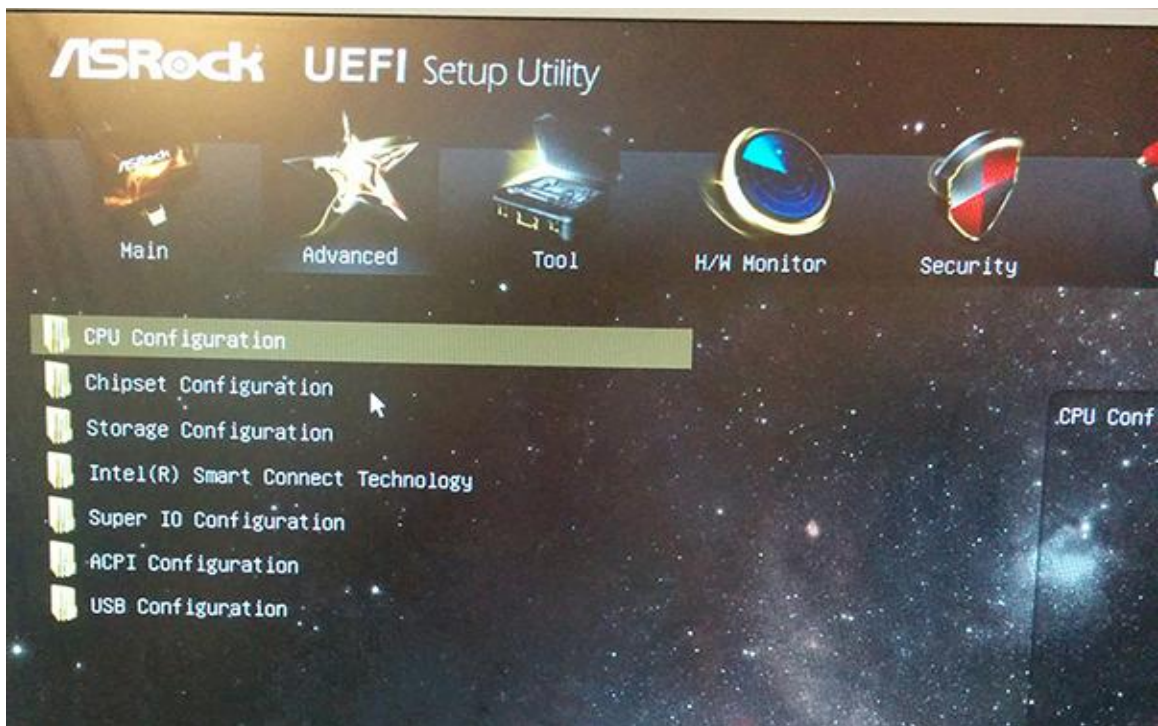 ASRock UEFI Setup Utility
ASRock
Main Advanced Tool H/W Monitor Security
CPU Configuration
Chipset Configuration
Storage Configuration
Intel(R) Smart Connect Technology
Super IO Configuration
ACPI Configuration
USB Configuration
CPU Conf